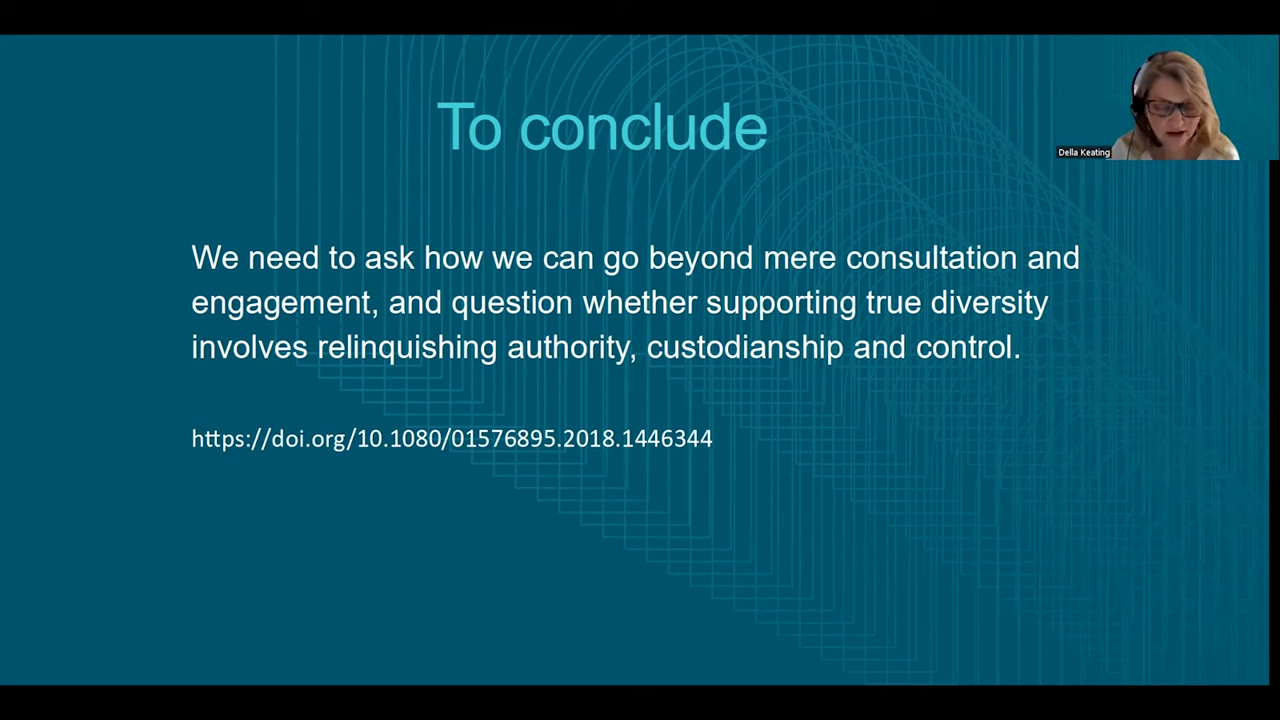 To conclude
Della Keating
We need to ask how we can go beyond mere consultation and
engagement, and question whether supporting true diversity
involves relinquishing authority, custodianship and control.
https://doi.org/10.1080/01576895.2018.1446344